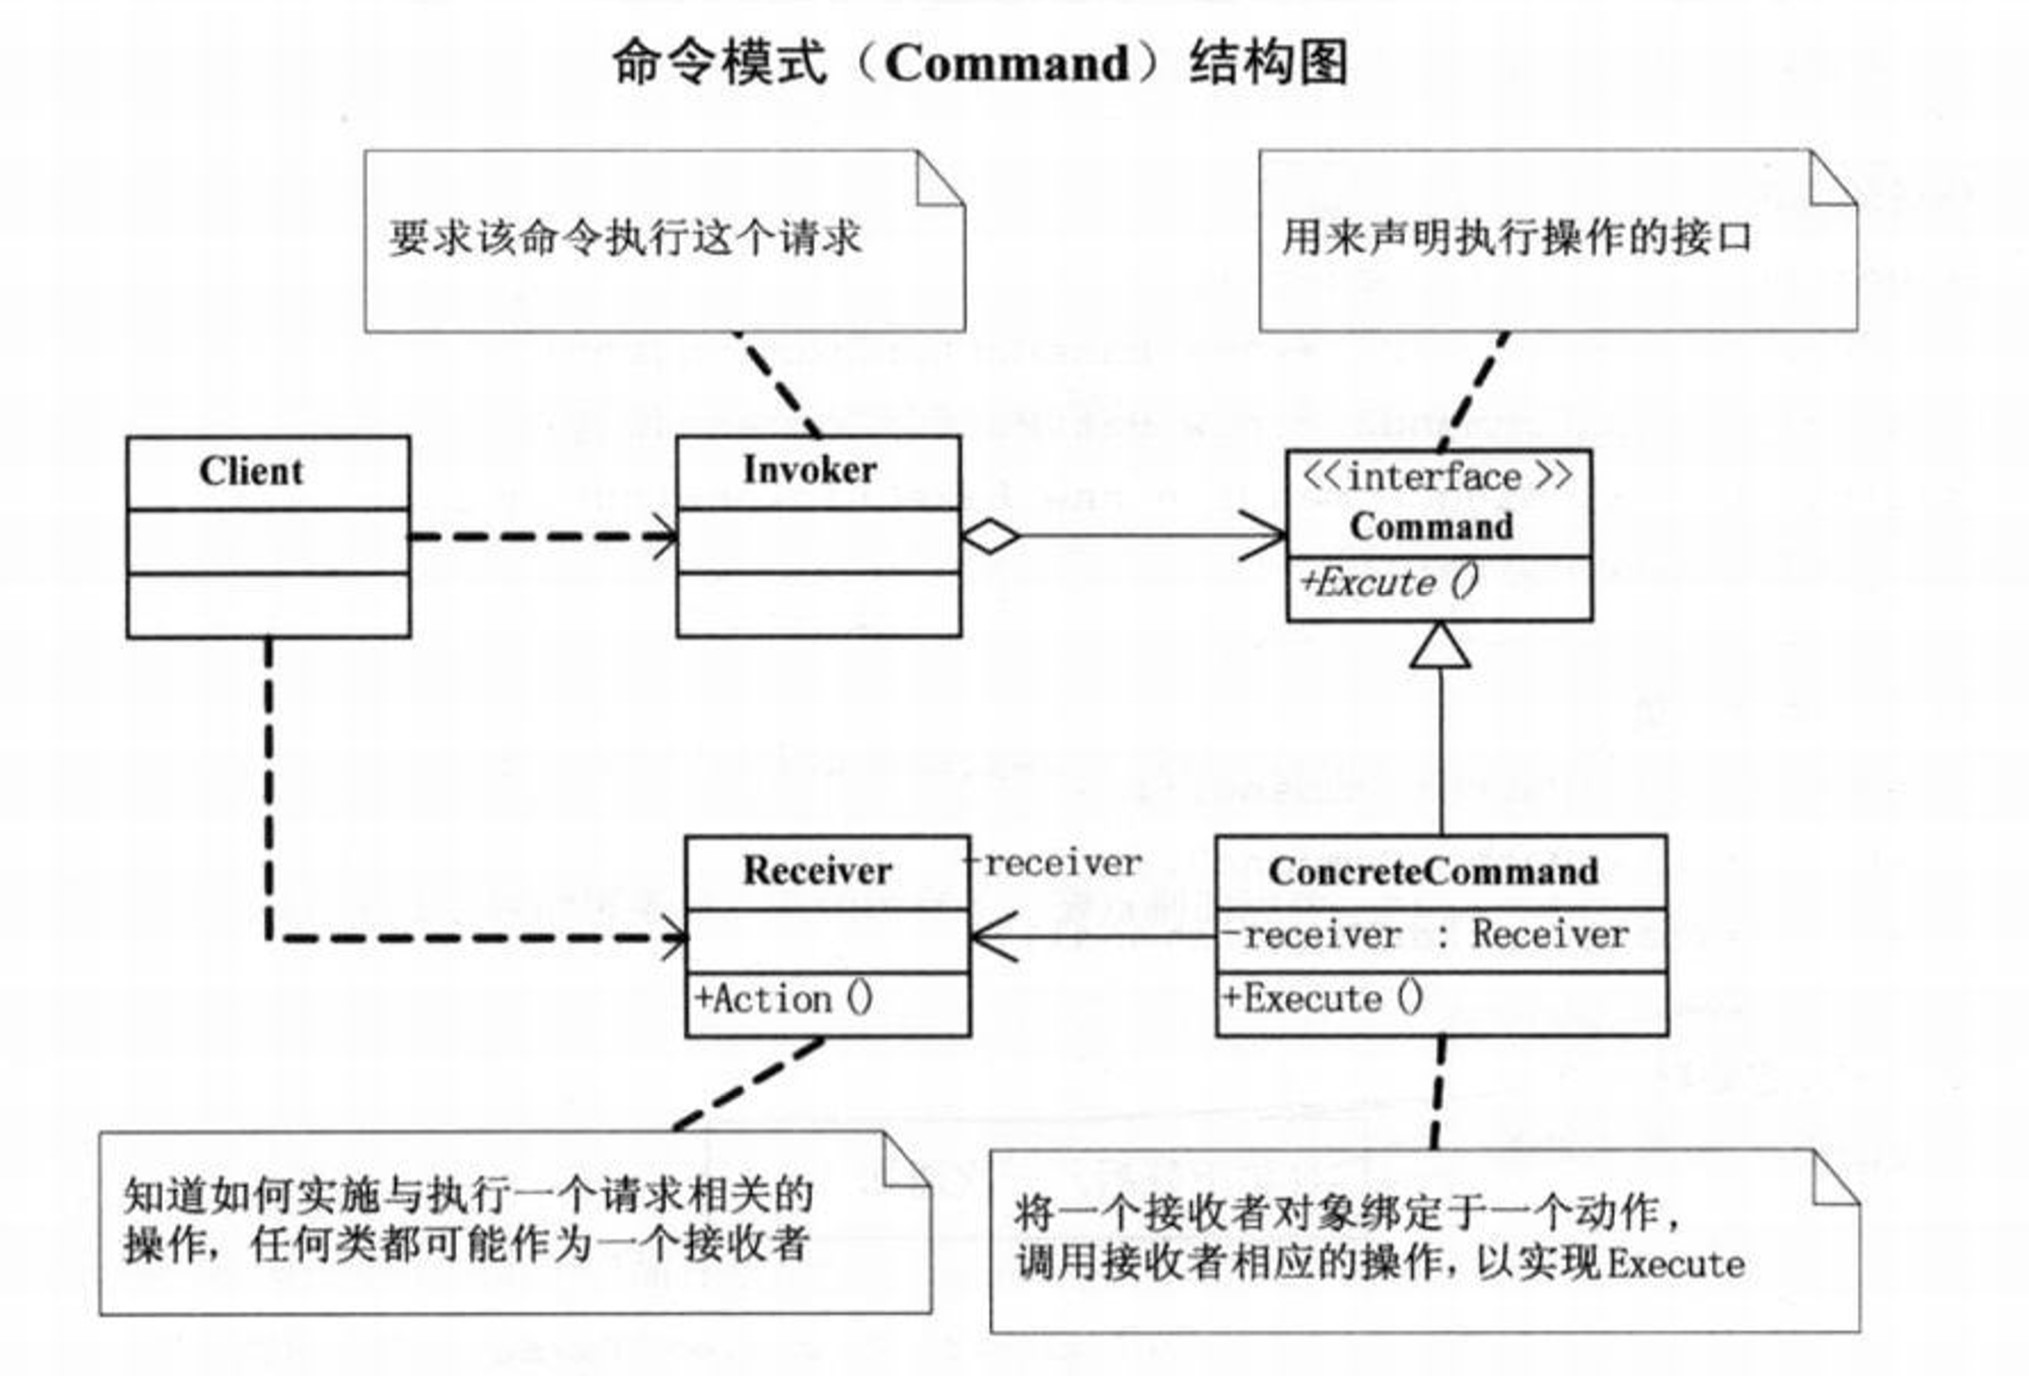 命令模式（Command）结构图
要求该命令执行这个请求
用来声明执行操作的接口
Client
Invoker
<<interface >>
Command
+Excute()
Receiver
-receiver
+Action()
ConcreteCommand
-receiver : Receiver
+Execute()
知道如何实施与执行一个请求相关的
操作，任何类都可能作为一个接收者
将一个接收者对象绑定于一个动作，
调用接收者相应的操作，以实现Execute